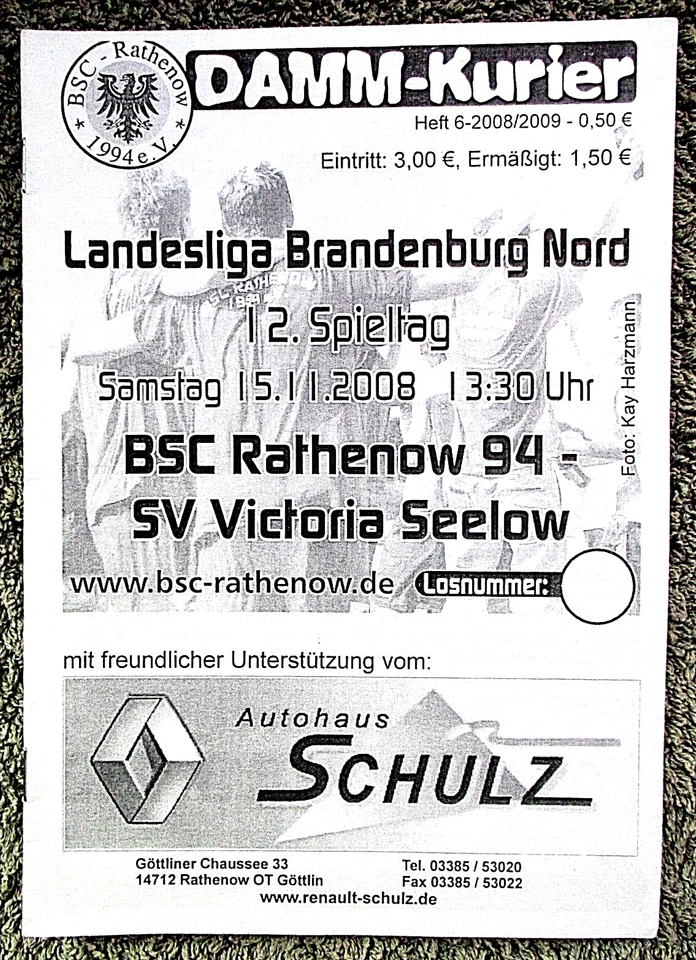 BSC - Rathenow
* 1994 e.V. *
DAMM-Kurier
Heft 6-2008/2009 - 0,50 €
Eintritt: 3,00 €, Ermäßigt: 1,50 €
Landesliga Brandenburg Nord
12. Spieltag
Samstag 15.11.2008 13:30 Uhr
BSC Rathenow 94 -
SV Victoria Seelow
Foto: Kay Harzmann
www.bsc-rathenow.de Losnummer:
mit freundlicher Unterstützung vom:
Autohaus
SCHULZ
Göttliner Chaussee 33
14712 Rathenow OT Göttlin
Tel. 03385 / 53020
Fax 03385 / 53022
www.renault-schulz.de